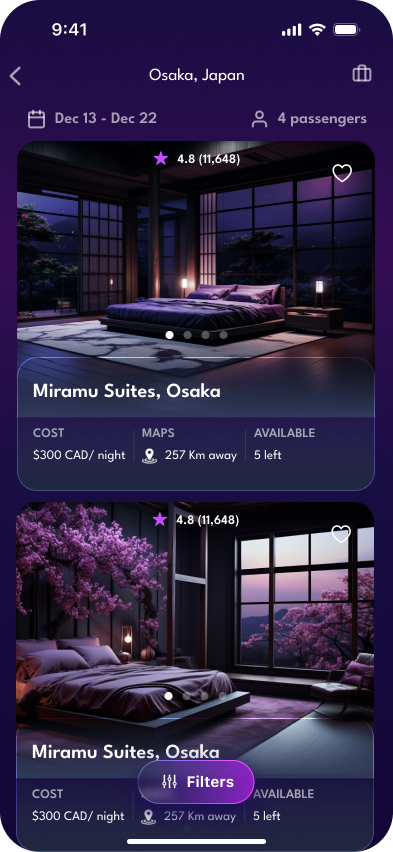 9:41
Osaka, Japan
Dec 13 - Dec 22 4 passengers
4.8 (11,648)
Miramu Suites, Osaka
COST MAPS AVAILABLE
$300 CAD/ night 257 Km away 5 left
4.8 (11,648)
Miramu Suites, Osaka
Filters
COST AVAILABLE
$300 CAD/ night 257 Km away 5 left